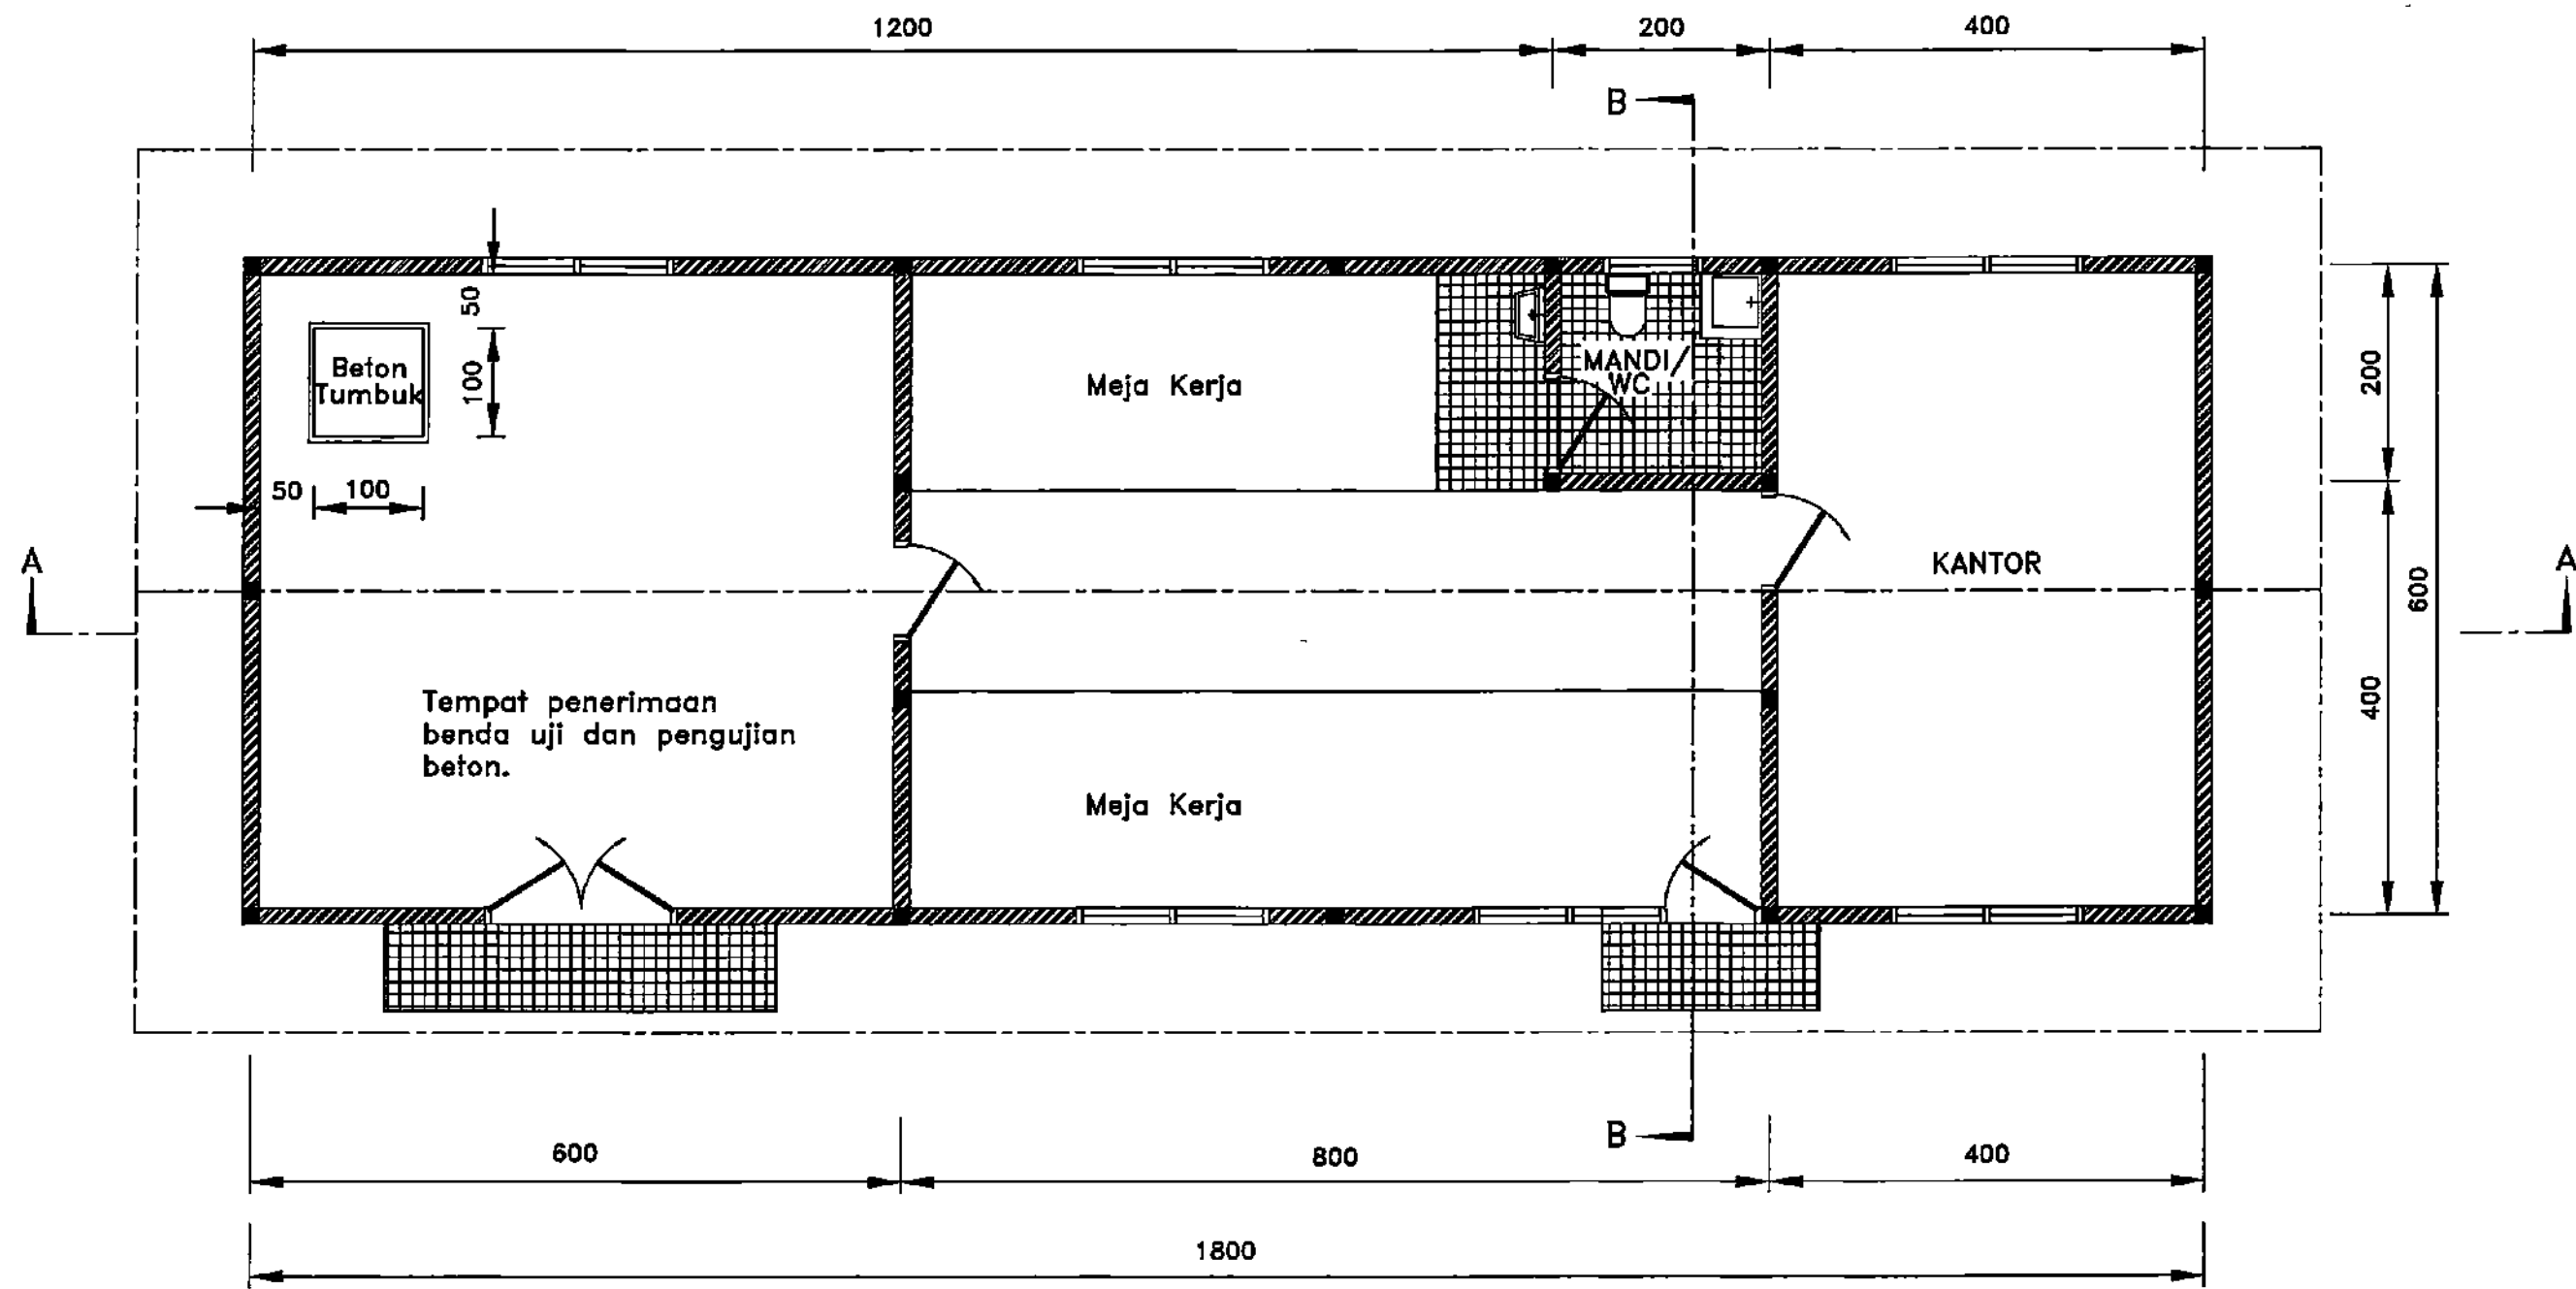 1200
200
400
B
50
Beton
Tumbuk
100
Meja Kerja
MANDI/
WC
200
50
100
A
KANTOR
A
600
Tempat penerimaan
benda uji dan pengujian
beton.
400
Meja Kerja
B
600
800
400
1800